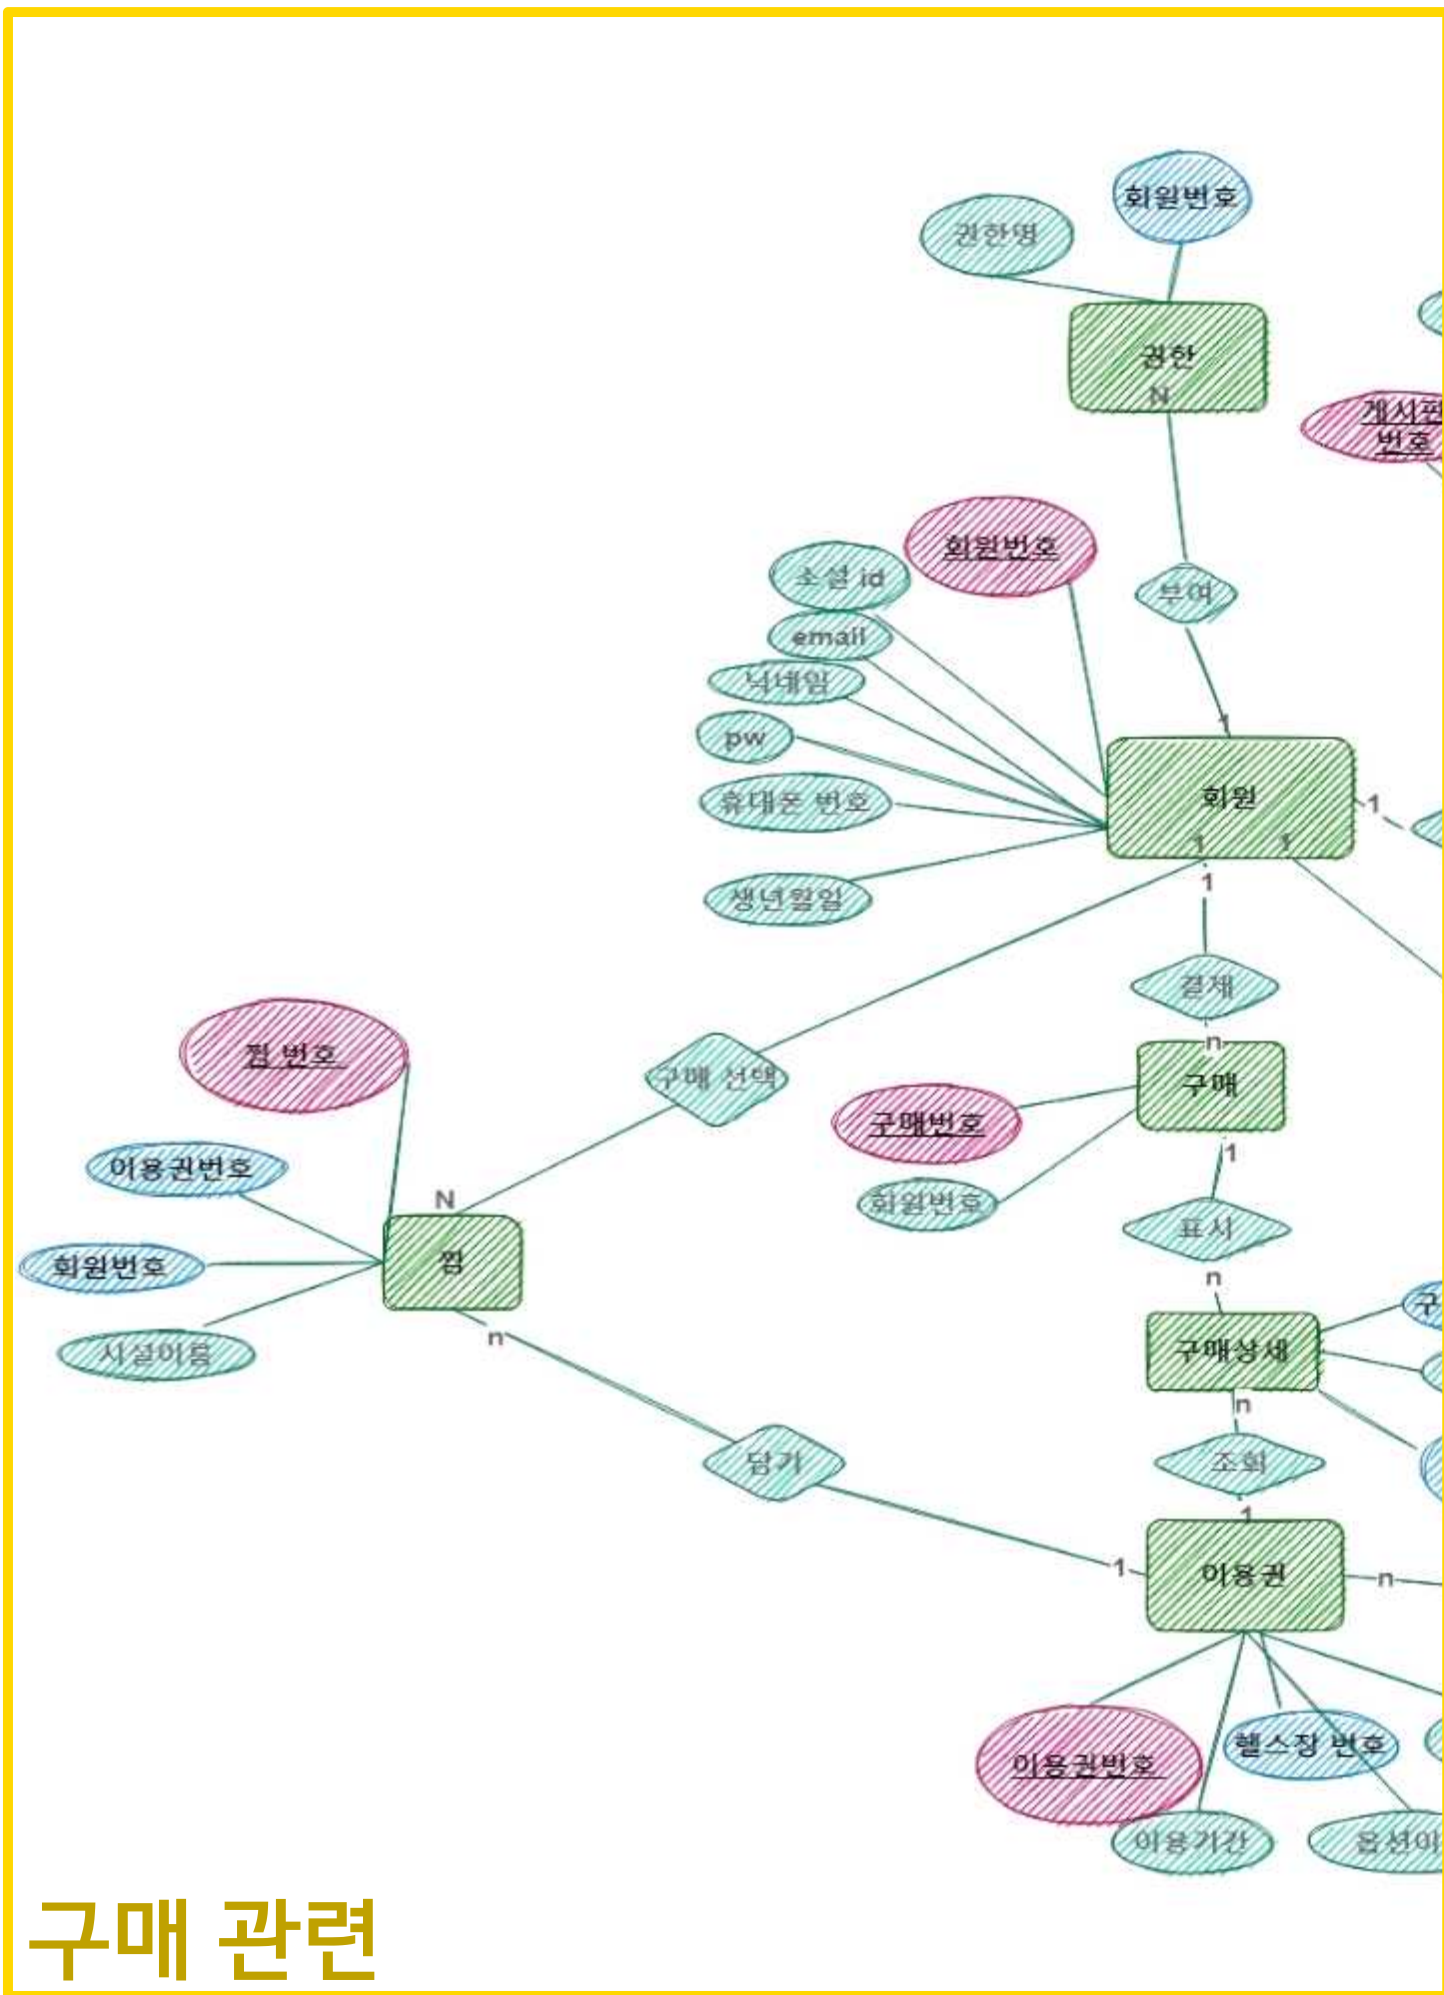 회원번호
권한명
권한
N
게시판
번호
회원번호
소셜 id
email
닉네임
pw
휴대폰 번호
생년월일
부여
1
회원
1
1
1
1
결제
n
구매
구매 선택
찜 번호
이용권번호
회원번호
시설이름
N
찜
n
구매번호
회원번호
1
표시
n
구매상세
구
n
조회
1
담기
1
이용권
n
이용권번호
헬스장 번호
이용기간
옵션이
구매 관련